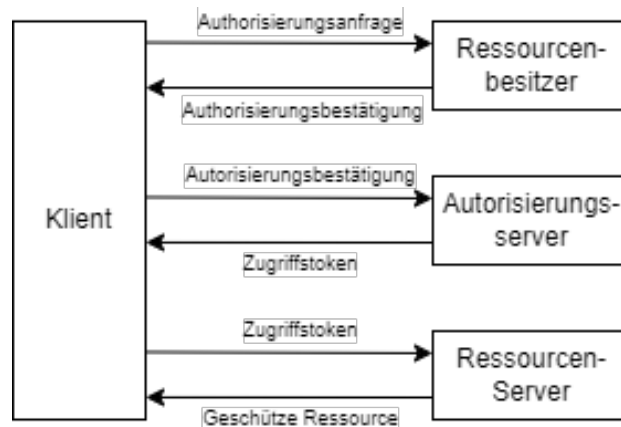 Authorisierungsanfrage
Ressourcen-
besitzer
Authorisierungsbestätigung
Autorisierungsbestätigung
Klient
Autorisierungs-
server
Zugriffstoken
Zugriffstoken
Ressourcen-
Server
Geschütze Ressource